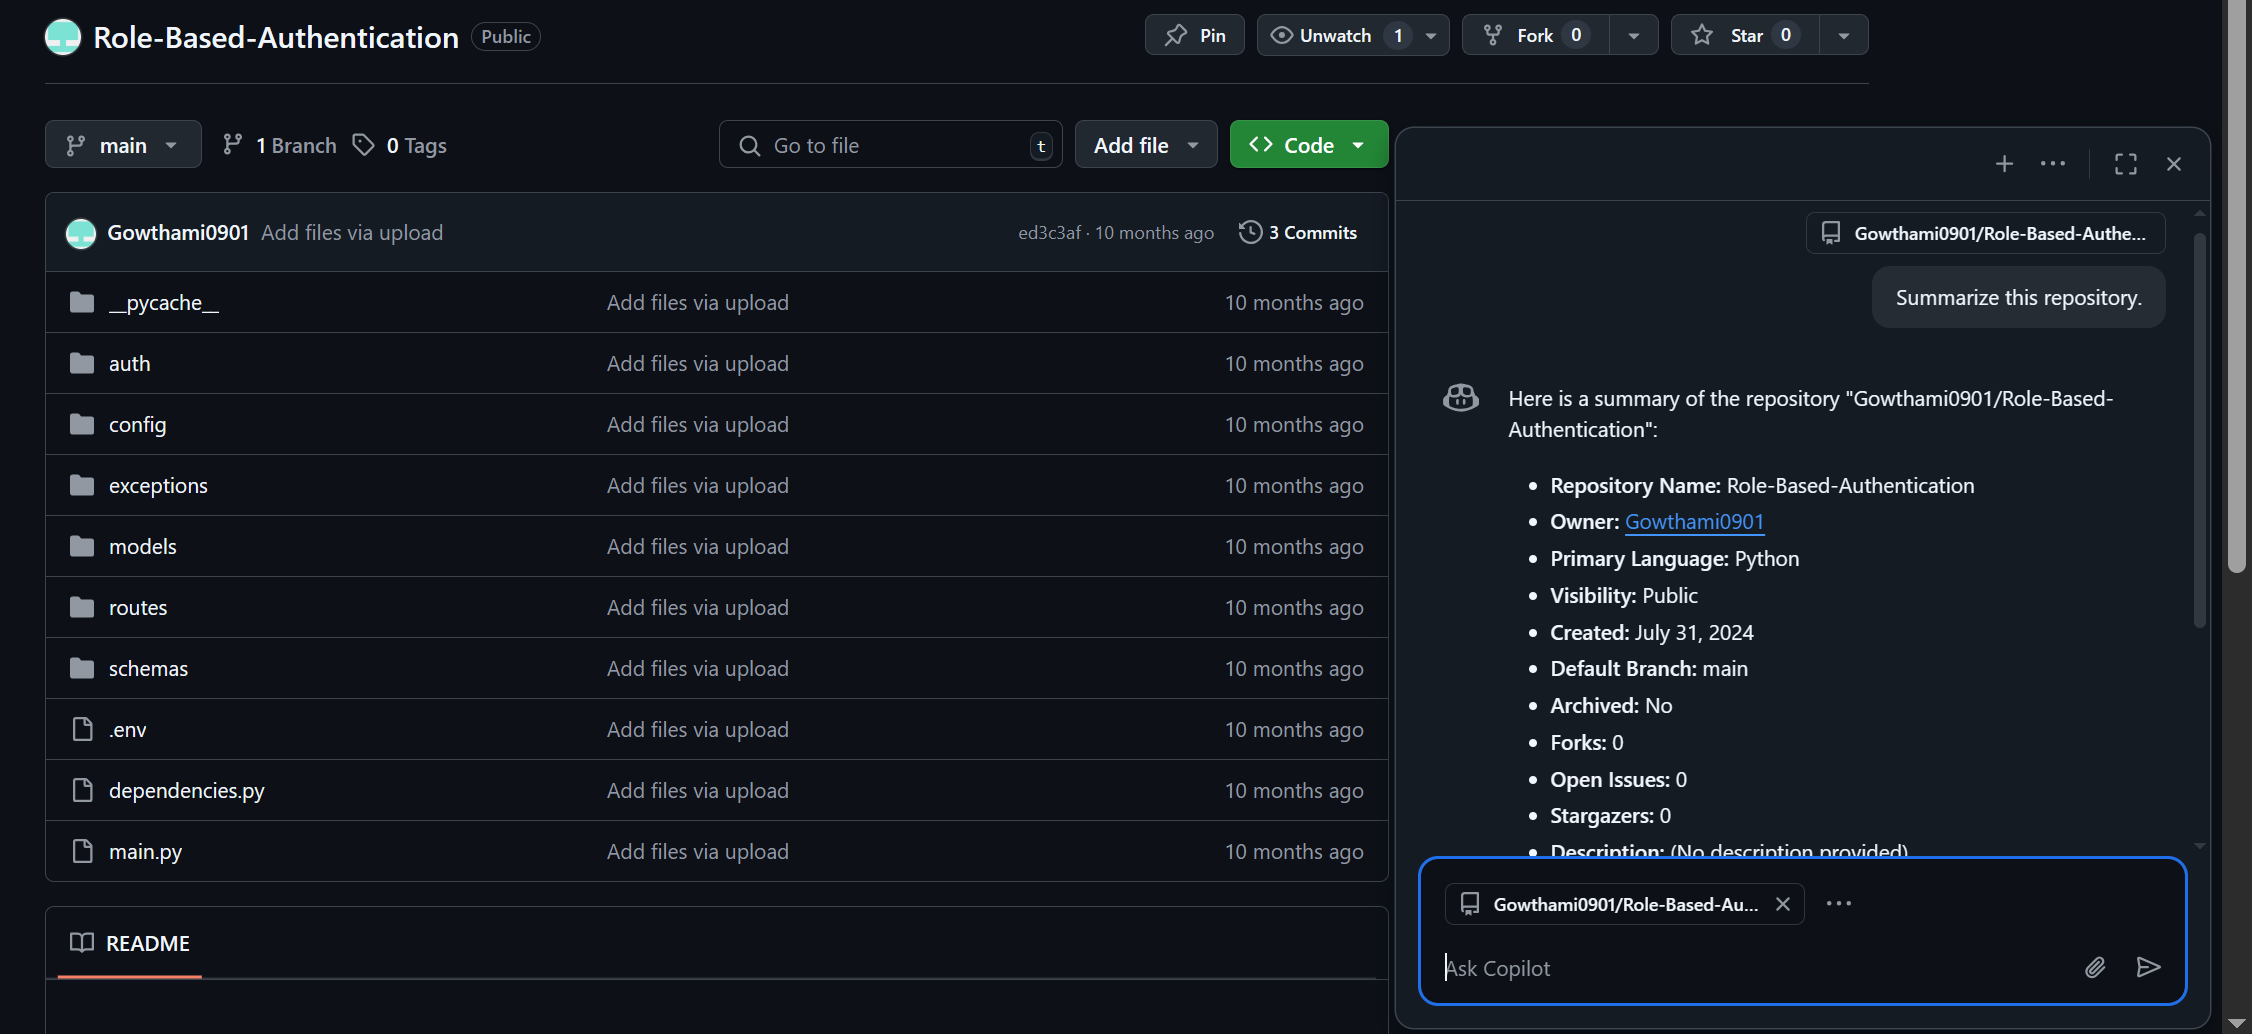 Role-Based-Authentication Public
Pin
Unwatch 1
Fork 0
Star 0
main
1 Branch
0 Tags
Go to file t
Add file
<> Code
Gowthami0901 Add files via upload ed3c3af · 10 months ago 3 Commits
__pycache__ Add files via upload 10 months ago
auth Add files via upload 10 months ago
config Add files via upload 10 months ago
exceptions Add files via upload 10 months ago
models Add files via upload 10 months ago
routes Add files via upload 10 months ago
schemas Add files via upload 10 months ago
.env Add files via upload 10 months ago
dependencies.py Add files via upload 10 months ago
main.py Add files via upload 10 months ago
README
Gowthami0901/Role-Based-Authe...
Summarize this repository.
Here is a summary of the repository "Gowthami0901/Role-Based-
Authentication":
• Repository Name: Role-Based-Authentication
• Owner: Gowthami0901
• Primary Language: Python
• Visibility: Public
• Created: July 31, 2024
• Default Branch: main
• Archived: No
• Forks: 0
• Open Issues: 0
• Stargazers: 0
• Description: (No description provided)
Gowthami0901/Role-Based-Au...
Ask Copilot